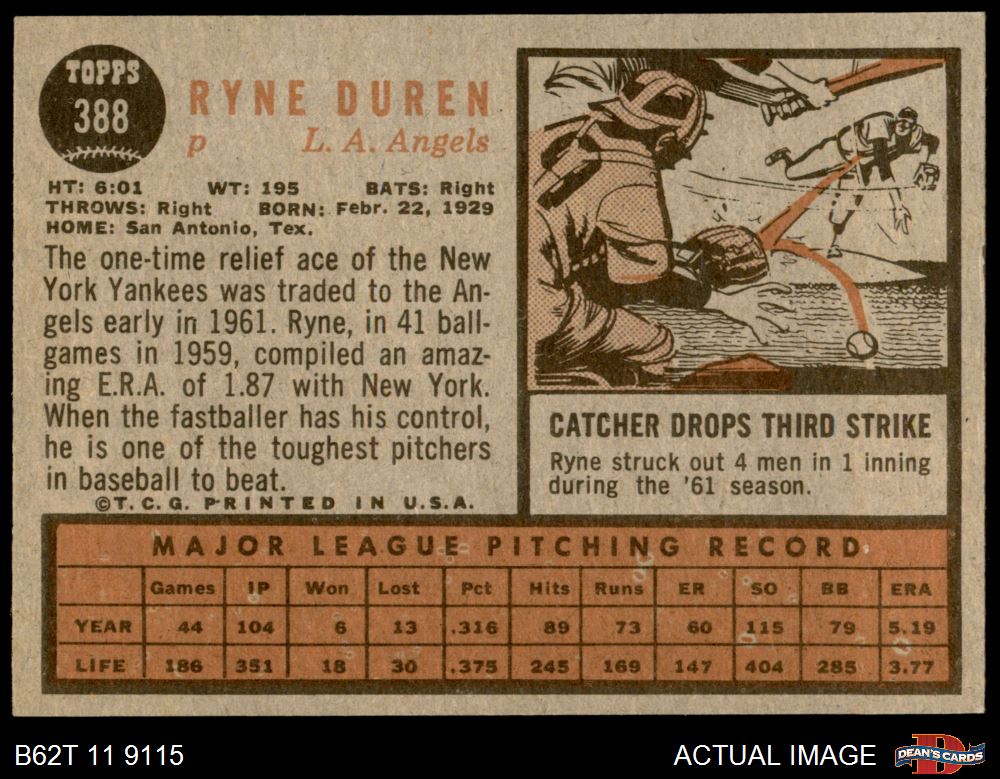 TOPPS
388
RYNE DUREN
p L. A. Angels
HT: 6:01 WT: 195 BATS: Right
THROWS: Right BORN: Febr. 22, 1929
HOME: San Antonio, Tex.
The one-time relief ace of the New
York Yankees was traded to the An-
gels early in 1961. Ryne, in 41 ball-
games in 1959, compiled an amaz-
ing E.R.A. of 1.87 with New York.
When the fastballer has his control,
he is one of the toughest pitchers
in baseball to beat.
©T.C.G. PRINTED IN U.S.A.
CATCHER DROPS THIRD STRIKE
Ryne struck out 4 men in 1 inning
during the '61 season.
MAJOR LEAGUE PITCHING RECORD
Games IP Won Lost Pct Hits Runs ER SO BB ERA
YEAR 44 104 6 13 .316 89 73 60 115 79 5.19
LIFE 186 351 18 30 .375 245 169 147 404 285 3.77
B62T 11 9115 ACTUAL IMAGE D DEAN'S CARDS